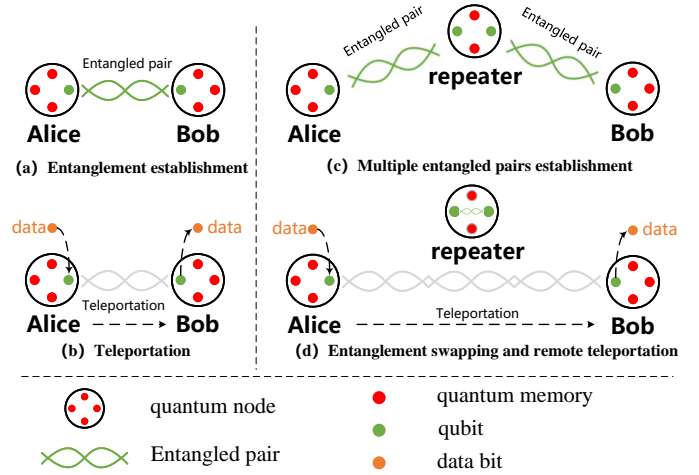 Entangled pair
Alice
Bob
(a) Entanglement establishment
Entangled pair
Entangled pair
repeater
Alice
Bob
(c) Multiple entangled pairs establishment
data
data
Teleportation
Alice
Bob
(b) Teleportation
data
data
repeater
Teleportation
Alice
Bob
(d) Entanglement swapping and remote teleportation
quantum node
quantum memory
qubit
Entangled pair
data bit